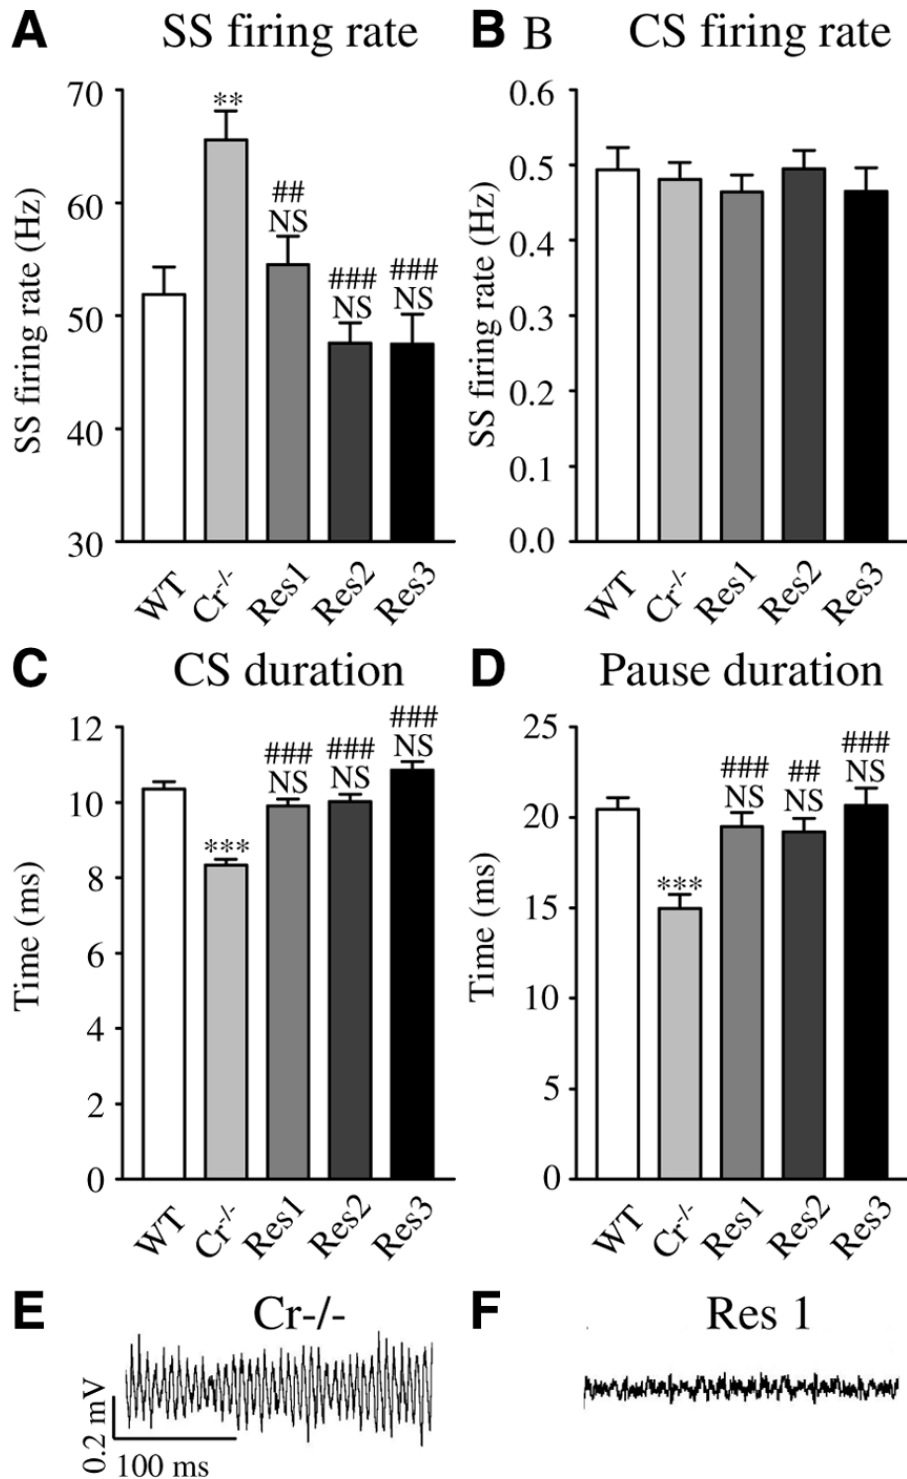 A SS firing rate
B B CS firing rate
SS firing rate (Hz)
70
60
50
40
30
**
##
NS
###
NS
###
NS
WT Cr-/- Res1 Res2 Res3
SS firing rate (Hz)
0.6
0.5
0.4
0.3
0.2
0.1
0.0
WT Cr-/- Res1 Res2 Res3
C CS duration
Time (ms)
12
10
8
6
4
2
0
***
###
NS
###
NS
###
NS
WT Cr-/- Res1 Res2 Res3
D Pause duration
Time (ms)
25
20
15
10
5
0
***
###
NS
##
NS
###
NS
WT Cr-/- Res1 Res2 Res3
E Cr-/-
0.2 mV
100 ms
F Res 1